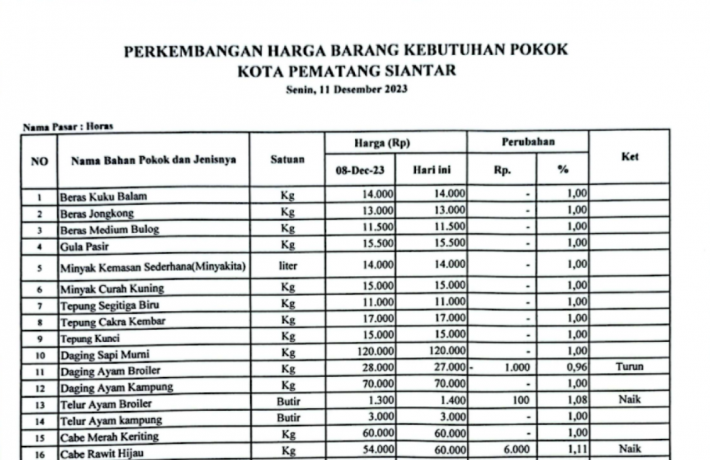 PERKEMBANGAN HARGA BARANG KEBUTUHAN POKOK
KOTA PEMATANG SIANTAR
Senin, 11 Desember 2023
Nama Pasar : Horas
NO Nama Bahan Pokok dan Jenisnya Satuan Harga (Rp) Perubahan Ket
08-Dec-23 Hari ini Rp. %
1 Beras Kuku Balam Kg 14.000 14.000 - 1,00
2 Beras Jongkong Kg 13.000 13.000 - 1,00
3 Beras Medium Bulog Kg 11.500 11.500 - 1,00
4 Gula Pasir Kg 15.500 15.500 - 1,00
5 Minyak Kemasan Sederhana(Minyakita) liter 14.000 14.000 - 1,00
6 Minyak Curah Kuning Kg 15.000 15.000 - 1,00
7 Tepung Segitiga Biru Kg 11.000 11.000 - 1,00
8 Tepung Cakra Kembar Kg 17.000 17.000 - 1,00
9 Tepung Kunci Kg 15.000 15.000 - 1,00
10 Daging Sapi Murni Kg 120.000 120.000 - 1,00
11 Daging Ayam Broiler Kg 28.000 27.000 - 1.000 0,96 Turun
12 Daging Ayam Kampung Kg 70.000 70.000 - 1,00
13 Telur Ayam Broiler Butir 1.300 1.400 100 1,08 Naik
14 Telur Ayam kampung Butir 3.000 3.000 - 1,00
15 Cabe Merah Keriting Kg 60.000 60.000 - 1,00
16 Cabe Rawit Hijau Kg 54.000 60.000 6.000 1,11 Naik